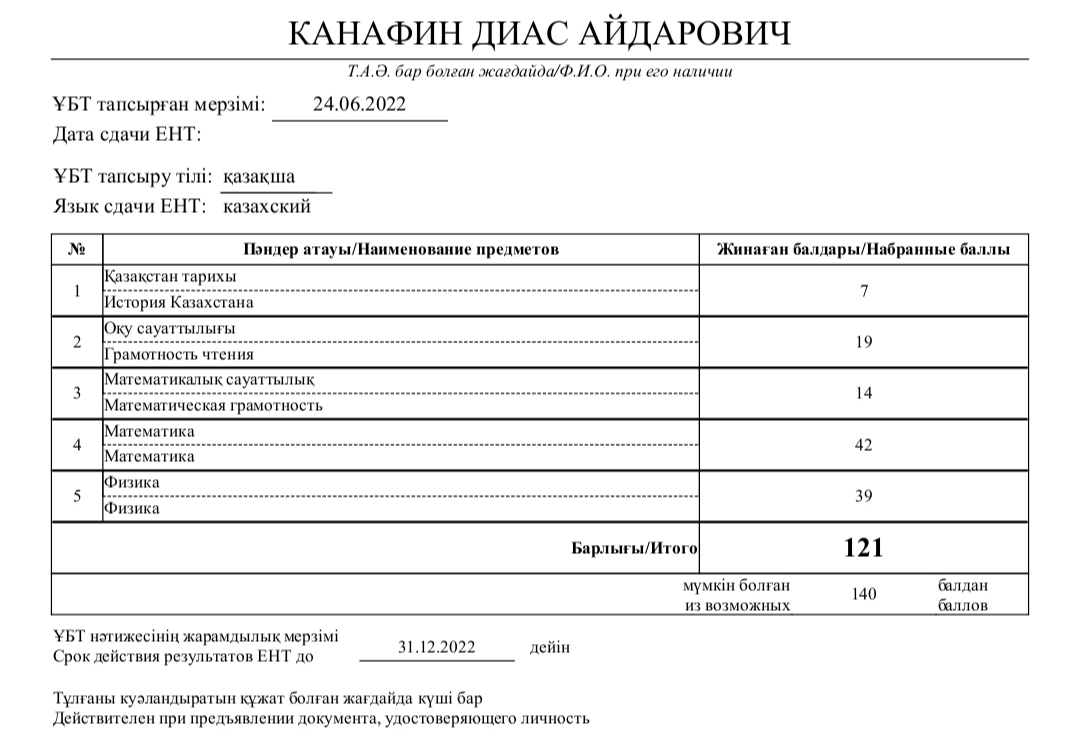 КАНАФИН ДИАС АЙДАРОВИЧ
Т.А.Ә. бар болған жағдайда/Ф.И.О. при его наличии
ҰБТ тапсырған мерзімі: 24.06.2022
Дата сдачи ЕНТ:
ҰБТ тапсыру тілі: қазақша
Язык сдачи ЕНТ: казахский
№ Пәндер атауы/Наименование предметов Жинаған балдары/Набранные баллы
1 Қазақстан тарихы 7
История Казахстана
2 Оқу сауаттылығы 19
Грамотность чтения
3 Математикалық сауаттылық 14
Математическая грамотность
4 Математика 42
Математика
5 Физика 39
Физика
Барлығы/Итого 121
мүмкін болған 140 балдан
из возможных баллов
ҰБТ нәтижесінің жарамдылық мерзімі 31.12.2022 дейін
Срок действия результатов ЕНТ до
Тұлғаны куәландыратын құжат болған жағдайда күші бар
Действителен при предъявлении документа, удостоверяющего личность